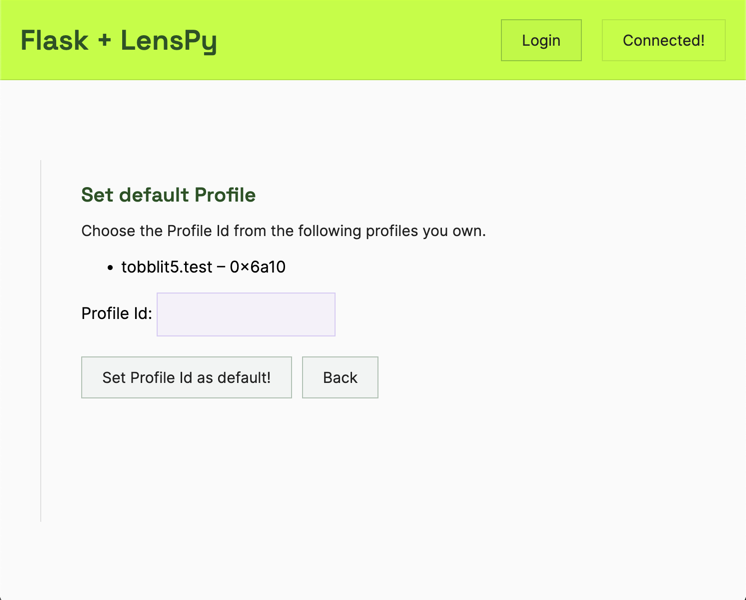 Flask + LensPy
Login
Connected!
Set default Profile
Choose the Profile Id from the following profiles you own.
• tobblit5.test – 0×6a10
Profile Id:
Set Profile Id as default!
Back